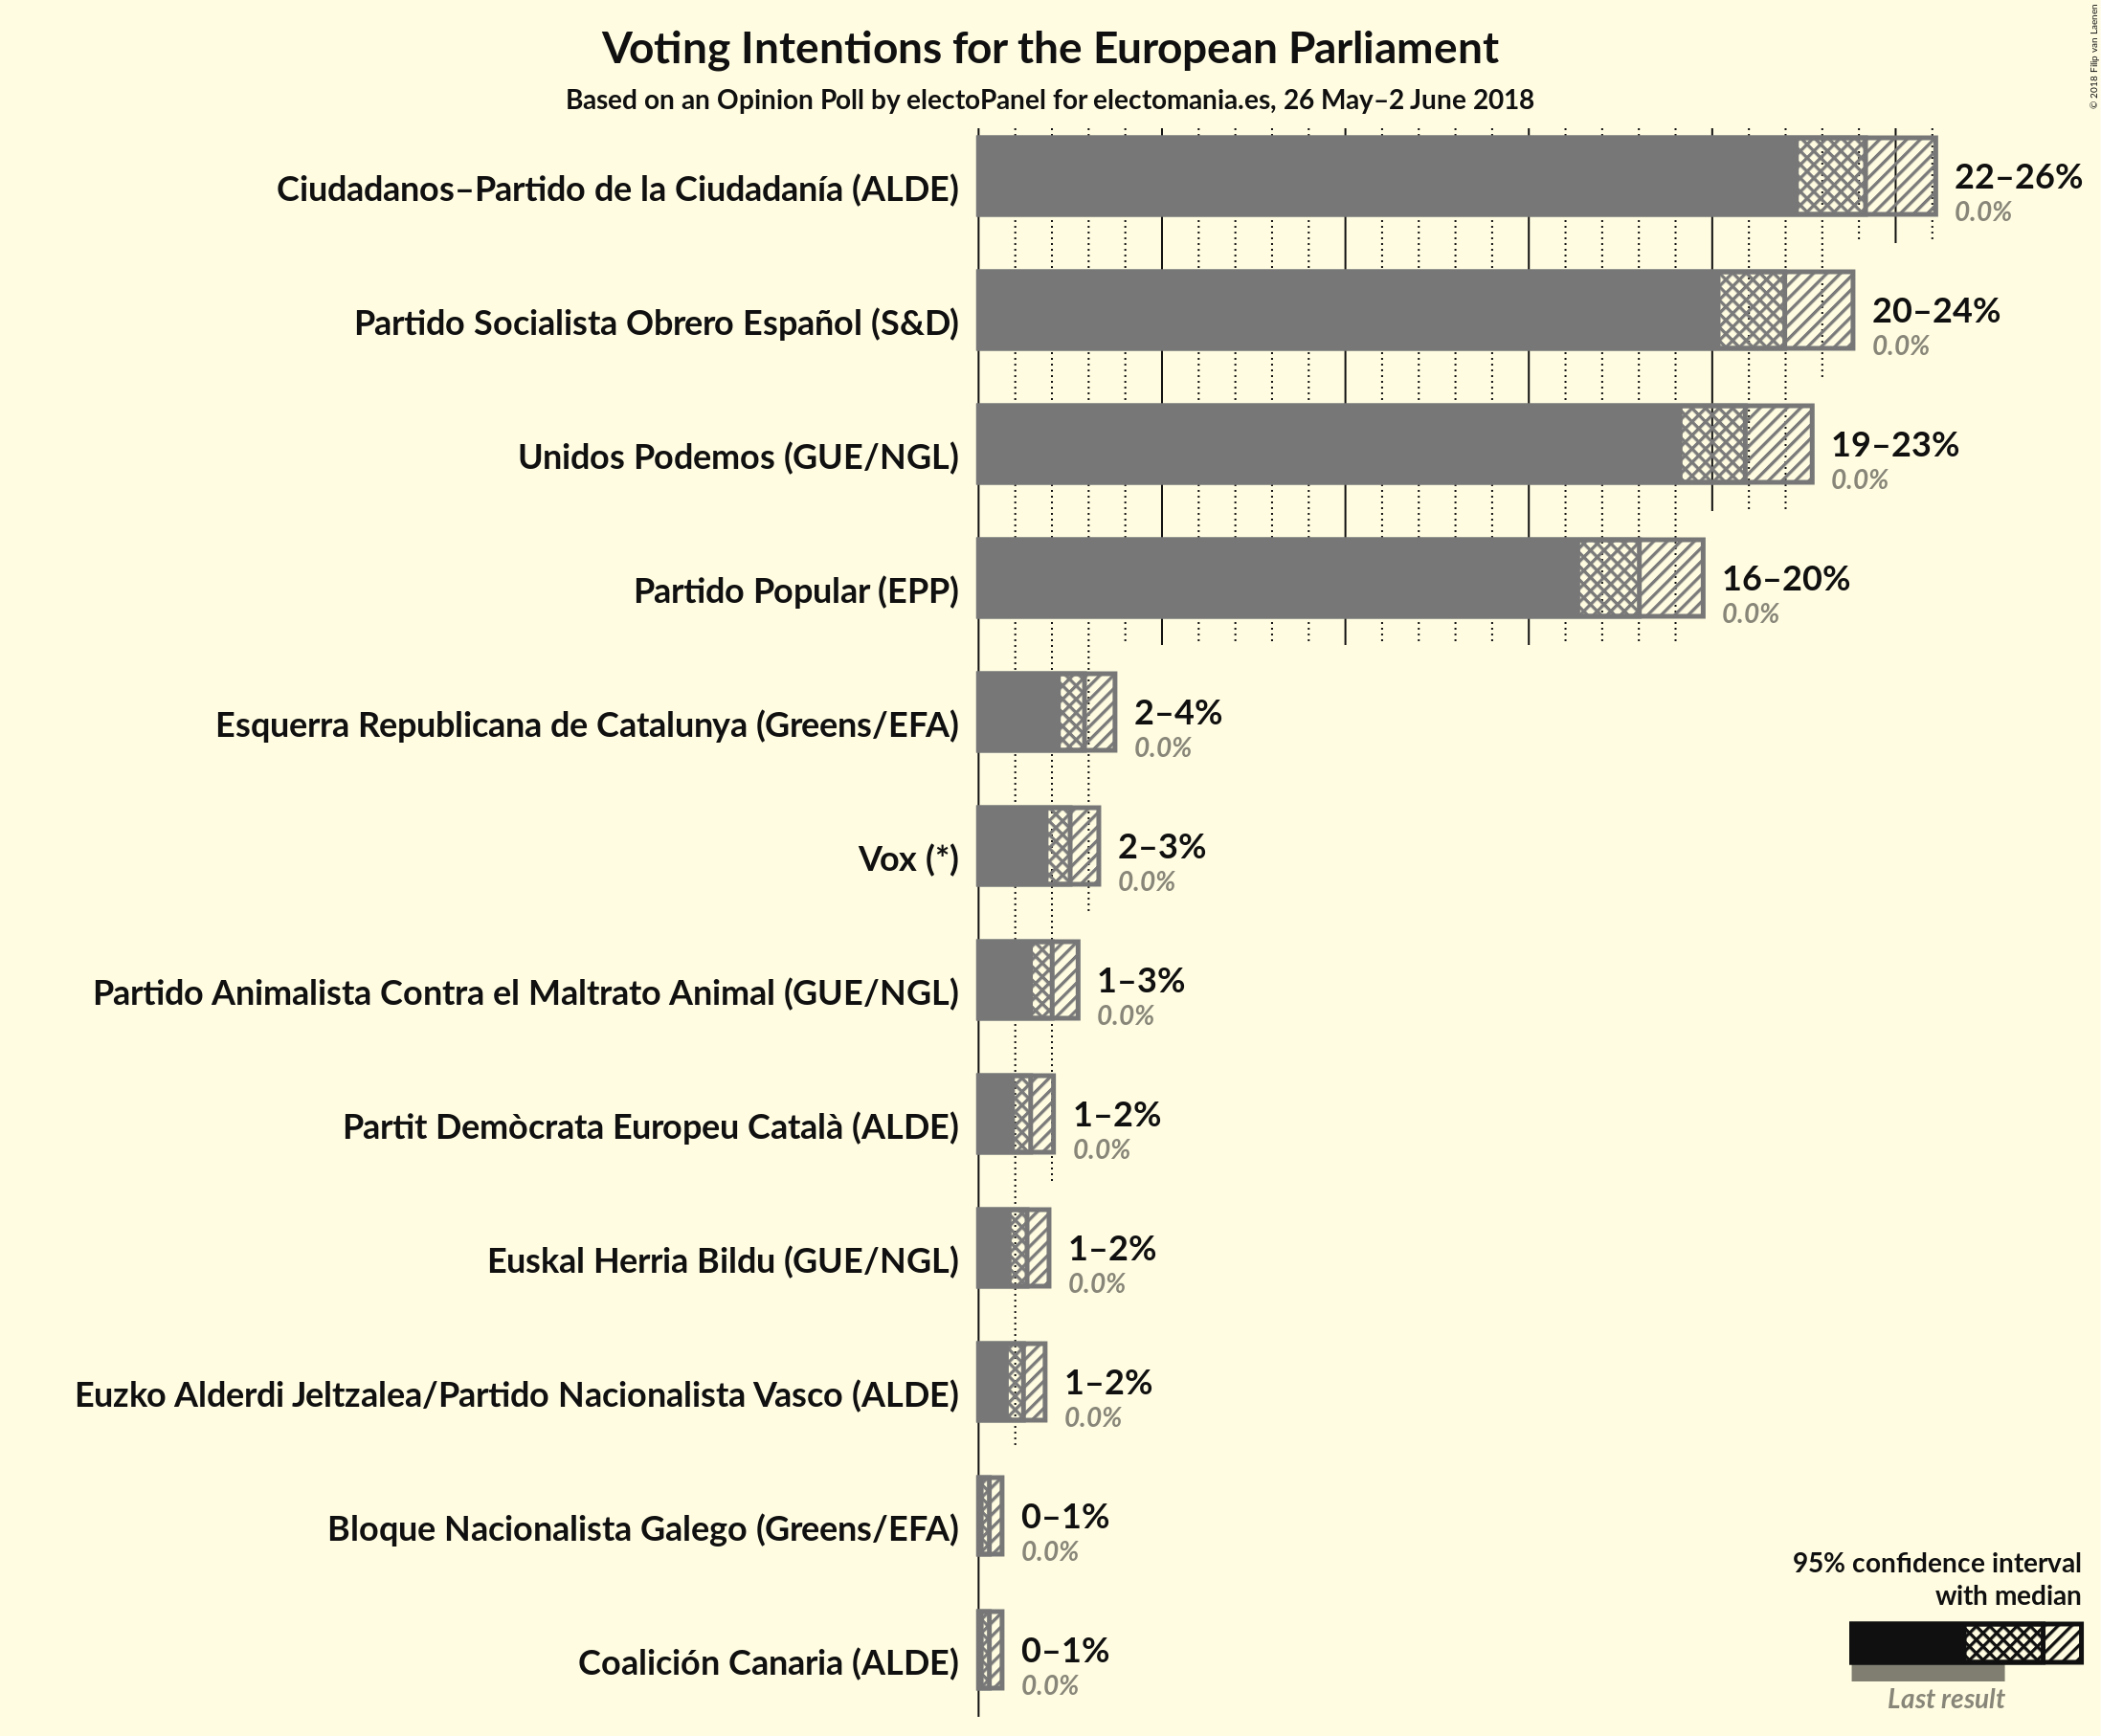 Voting Intentions for the European Parliament
Based on an Opinion Poll by electoPanel for electomania.es, 26 May–2 June 2018
© 2018 Filip van Laenen
Ciudadanos–Partido de la Ciudadanía (ALDE)
22–26%
0.0%
Partido Socialista Obrero Español (S&D)
20–24%
0.0%
Unidos Podemos (GUE/NGL)
19–23%
0.0%
Partido Popular (EPP)
16–20%
0.0%
Esquerra Republicana de Catalunya (Greens/EFA)
2–4%
0.0%
Vox (*)
2–3%
0.0%
Partido Animalista Contra el Maltrato Animal (GUE/NGL)
1–3%
0.0%
Partit Demòcrata Europeu Català (ALDE)
1–2%
0.0%
Euskal Herria Bildu (GUE/NGL)
1–2%
0.0%
Euzko Alderdi Jeltzalea/Partido Nacionalista Vasco (ALDE)
1–2%
0.0%
Bloque Nacionalista Galego (Greens/EFA)
0–1%
0.0%
Coalición Canaria (ALDE)
0–1%
0.0%
95% confidence interval
with median
Last result